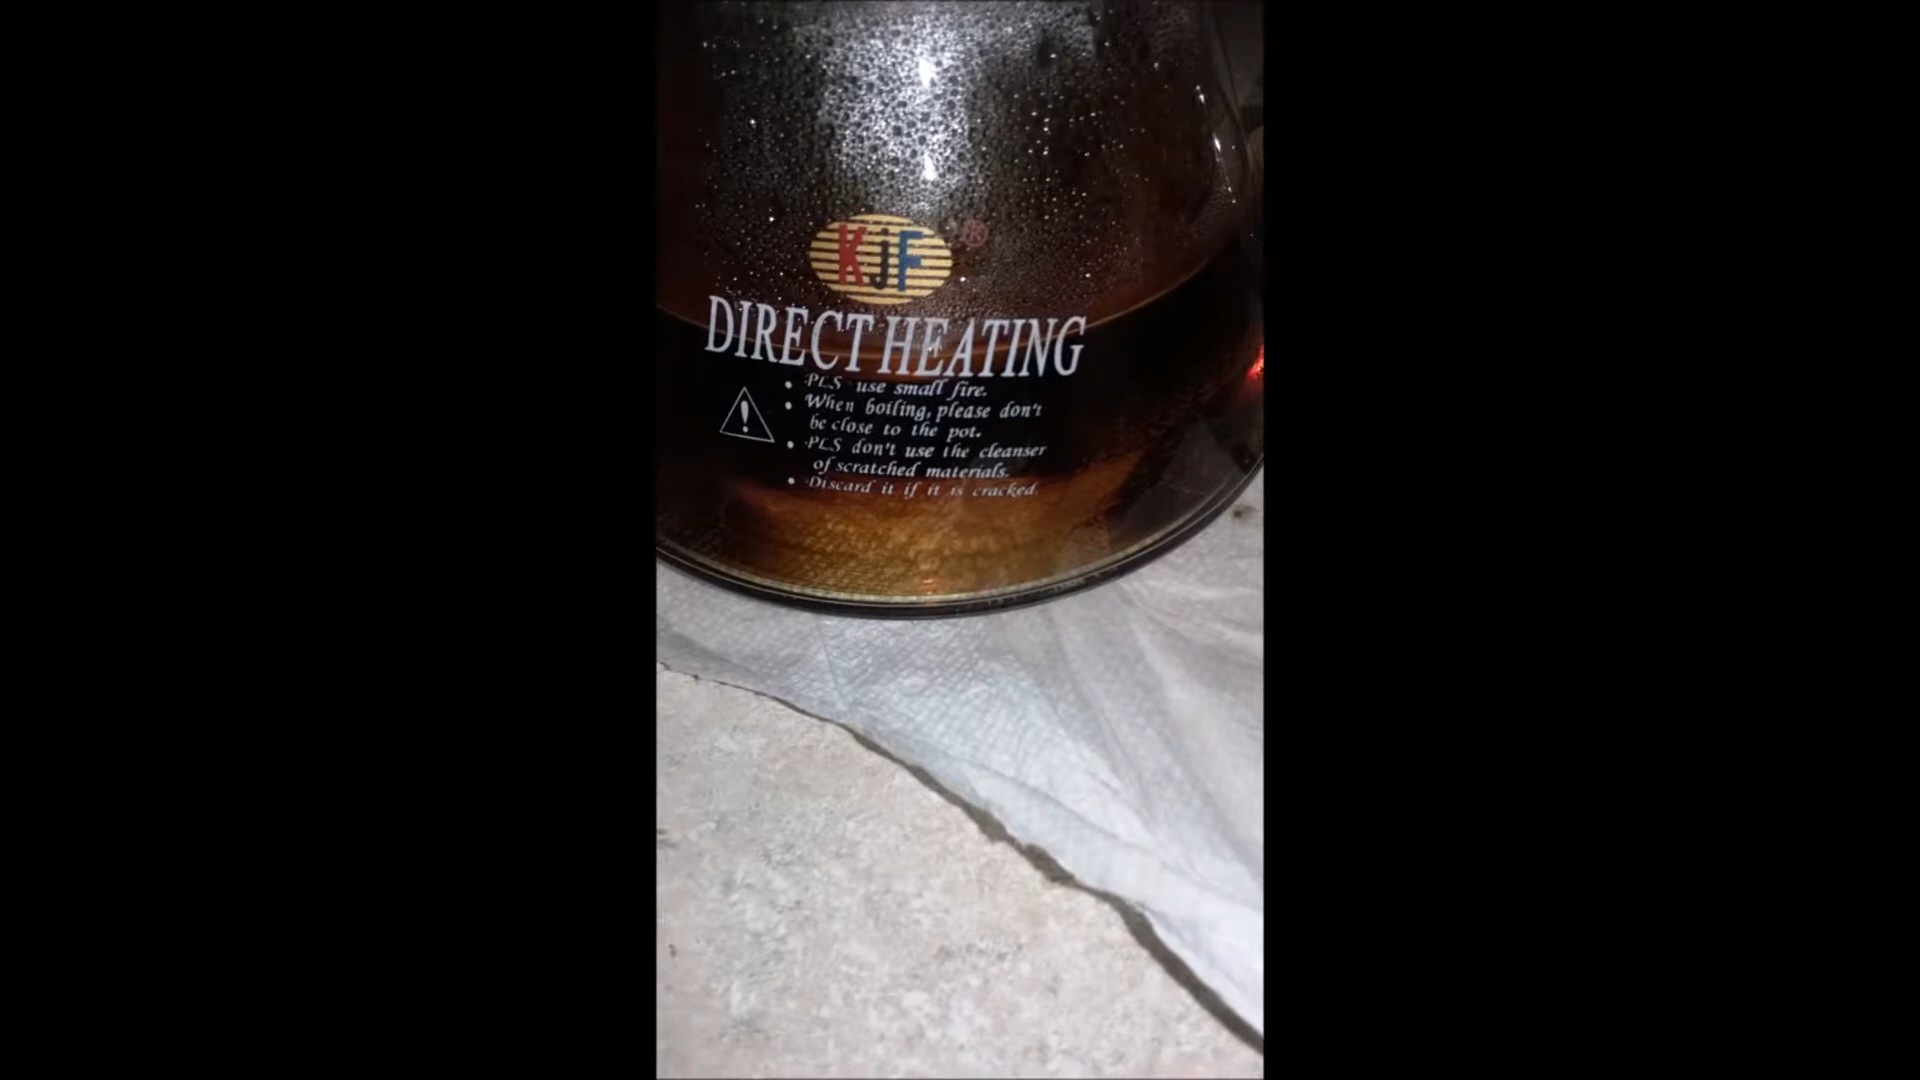 KjF ®
DIRECT HEATING
• PLS use small fire.
• When boiling, please don't
be close to the pot.
• PLS don't use the cleanser
of scratched materials.
• Discard it if it is cracked.